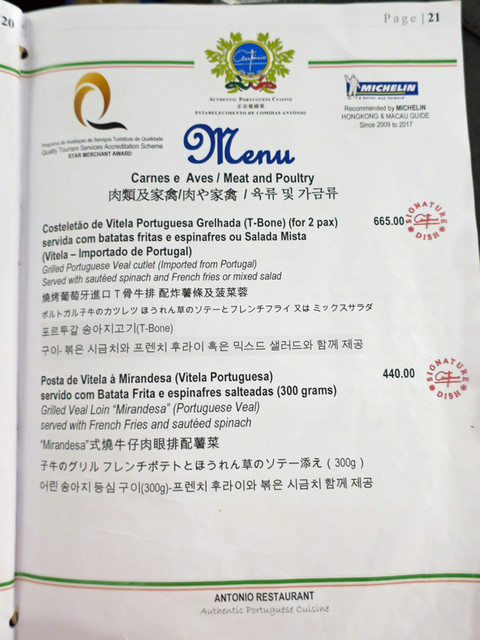 20
Page | 21
António
AUTHENTIC PORTUGUESE CUISINE
正宗葡國菜
ESTABELECIMENTO DE COMIDAS ANTÓNIO
Programa de Avaliação de Serviços Turísticos de Qualidade
Quality Tourism Services Accreditation Scheme
STAR MERCHANT AWARD
MICHELIN
A better way forward
Recommended by MICHELIN
HONGKONG & MACAU GUIDE
Since 2009 to 2017
Menu
Carnes e Aves / Meat and Poultry
肉類及家禽/肉や家禽 / 육류 및 가금류
Costeletão de Vitela Portuguesa Grelhada (T-Bone) (for 2 pax) 665.00
SIGNATURE DISH
servida com batatas fritas e espinafres ou Salada Mista
(Vitela – Importado de Portugal)
Grilled Portuguese Veal cutlet (Imported from Portugal)
Served with sautéed spinach and French fries or mixed salad
燒烤葡萄牙進口T骨牛排 配炸薯條及菠菜蓉
ポルトガル子牛のカツレツ ほうれん草のソテーとフレンチフライ 又は ミックスサラダ
포르투갈 송아지고기(T-Bone)
구이- 볶은 시금치와 프렌치 후라이 혹은 믹스드 샐러드와 함께 제공
Posta de Vitela à Mirandesa (Vitela Portuguesa) 440.00
SIGNATURE DISH
servido com Batata Frita e espinafres salteadas (300 grams)
Grilled Veal Loin “Mirandesa” (Portuguese Veal)
served with French Fries and sautéed spinach
“Mirandesa”式燒牛仔肉眼排配薯菜
子牛のグリル フレンチポテトとほうれん草のソテー添え（300g）
어린 송아지 등심 구이(300g)-프렌치 후라이와 볶은 시금치 함께 제공
ANTONIO RESTAURANT
Authentic Portuguese Cuisine